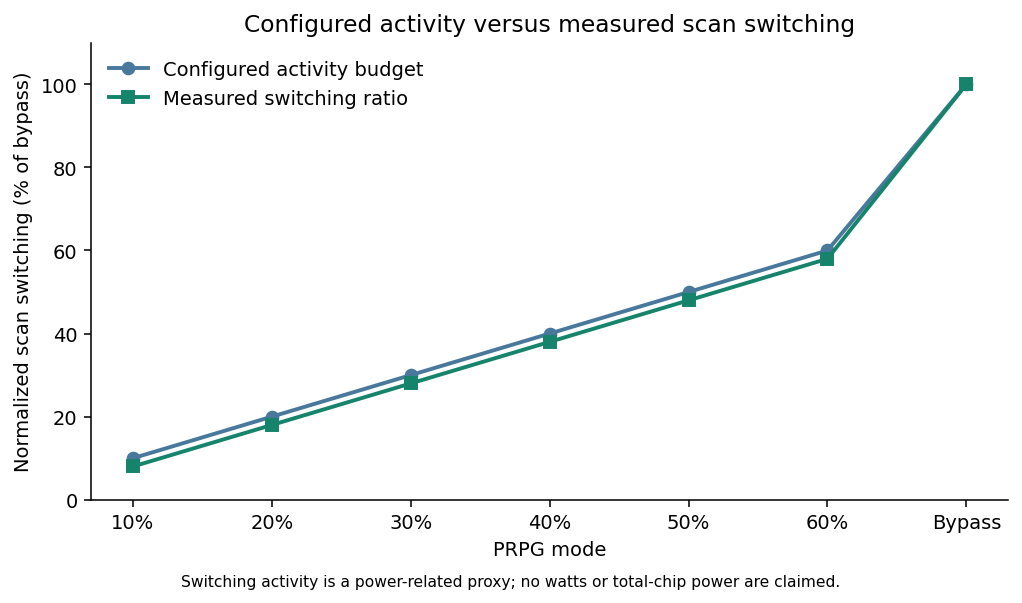 Configured activity versus measured scan switching
Configured activity budget
Measured switching ratio
Normalized scan switching (% of bypass)
100
80
60
40
20
0
10%
20%
30%
40%
50%
60%
Bypass
PRPG mode
Switching activity is a power-related proxy; no watts or total-chip power are claimed.